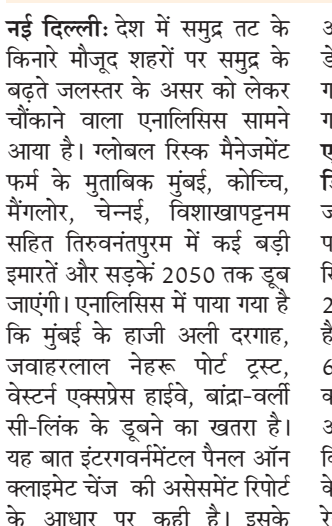 नई दिल्ली: देश में समुद्र तट के
किनारे मौजूद शहरों पर समुद्र के
बढ़ते जलस्तर के असर को लेकर
चौंकाने वाला एनालिसिस सामने
आया है। ग्लोबल रिस्क मैनेजमेंट
फर्म के मुताबिक मुंबई, कोच्चि,
मैंगलोर, चेन्नई, विशाखापट्टनम
सहित तिरुवनंतपुरम में कई बड़ी
इमारतें और सड़कें 2050 तक डूब
जाएंगी। एनालिसिस में पाया गया है
कि मुंबई के हाजी अली दरगाह,
जवाहरलाल नेहरू पोर्ट ट्रस्ट,
वेस्टर्न एक्सप्रेस हाईवे, बांद्रा-वर्ली
सी-लिंक के डूबने का खतरा है।
यह बात इंटरगवर्नमेंटल पैनल ऑन
क्लाइमेट चेंज की असेसमेंट रिपोर्ट
के आधार पर कही है। इसके